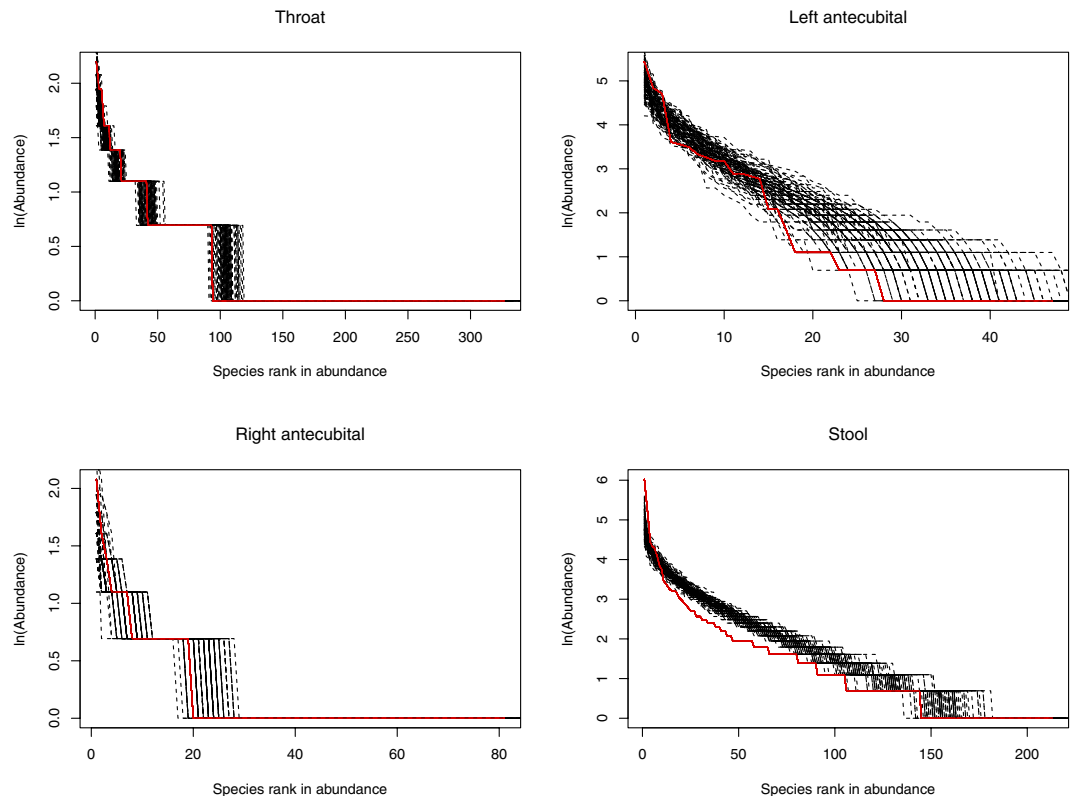 Throat
ln(Abundance)
0.0 0.5 1.0 1.5 2.0
0 50 100 150 200 250 300
Species rank in abundance
Left antecubital
ln(Abundance)
0 1 2 3 4 5
0 10 20 30 40
Species rank in abundance
Right antecubital
ln(Abundance)
0.0 0.5 1.0 1.5 2.0
0 20 40 60 80
Species rank in abundance
Stool
ln(Abundance)
0 1 2 3 4 5 6
0 50 100 150 200
Species rank in abundance